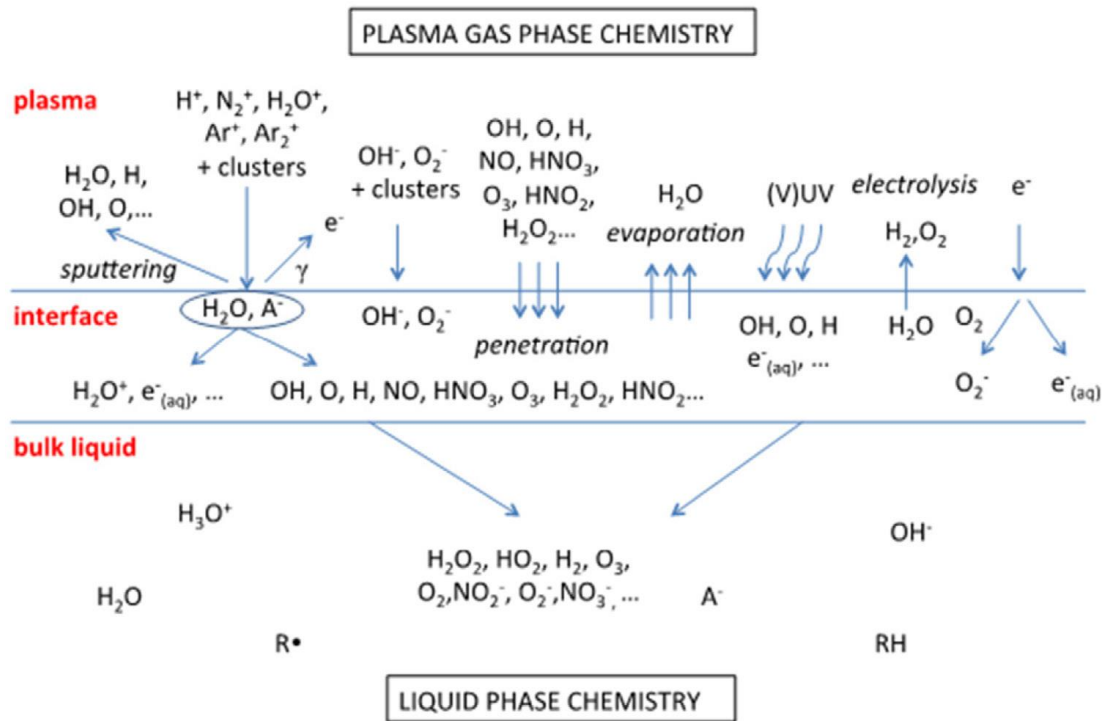 PLASMA GAS PHASE CHEMISTRY
plasma
H⁺, N₂⁺, H₂O⁺,
Ar⁺, Ar₂⁺
+ clusters
H₂O, H,
OH, O,...
sputtering
e⁻
γ
OH⁻, O₂⁻
+ clusters
OH, O, H,
NO, HNO₃,
O₃, HNO₂,
H₂O₂...
H₂O
evaporation
(V)UV
electrolysis
H₂,O₂
e⁻
interface
H₂O, A⁻
OH⁻, O₂⁻
penetration
OH, O, H
e⁻(aq), ...
H₂O
O₂
O₂⁻
e⁻(aq)
H₂O⁺, e⁻(aq), ...
OH, O, H, NO, HNO₃, O₃, H₂O₂, HNO₂...
bulk liquid
H₃O⁺
OH⁻
H₂O₂, HO₂, H₂, O₃,
O₂,NO₂⁻, O₂⁻,NO₃⁻, ...
H₂O
A⁻
R•
RH
LIQUID PHASE CHEMISTRY